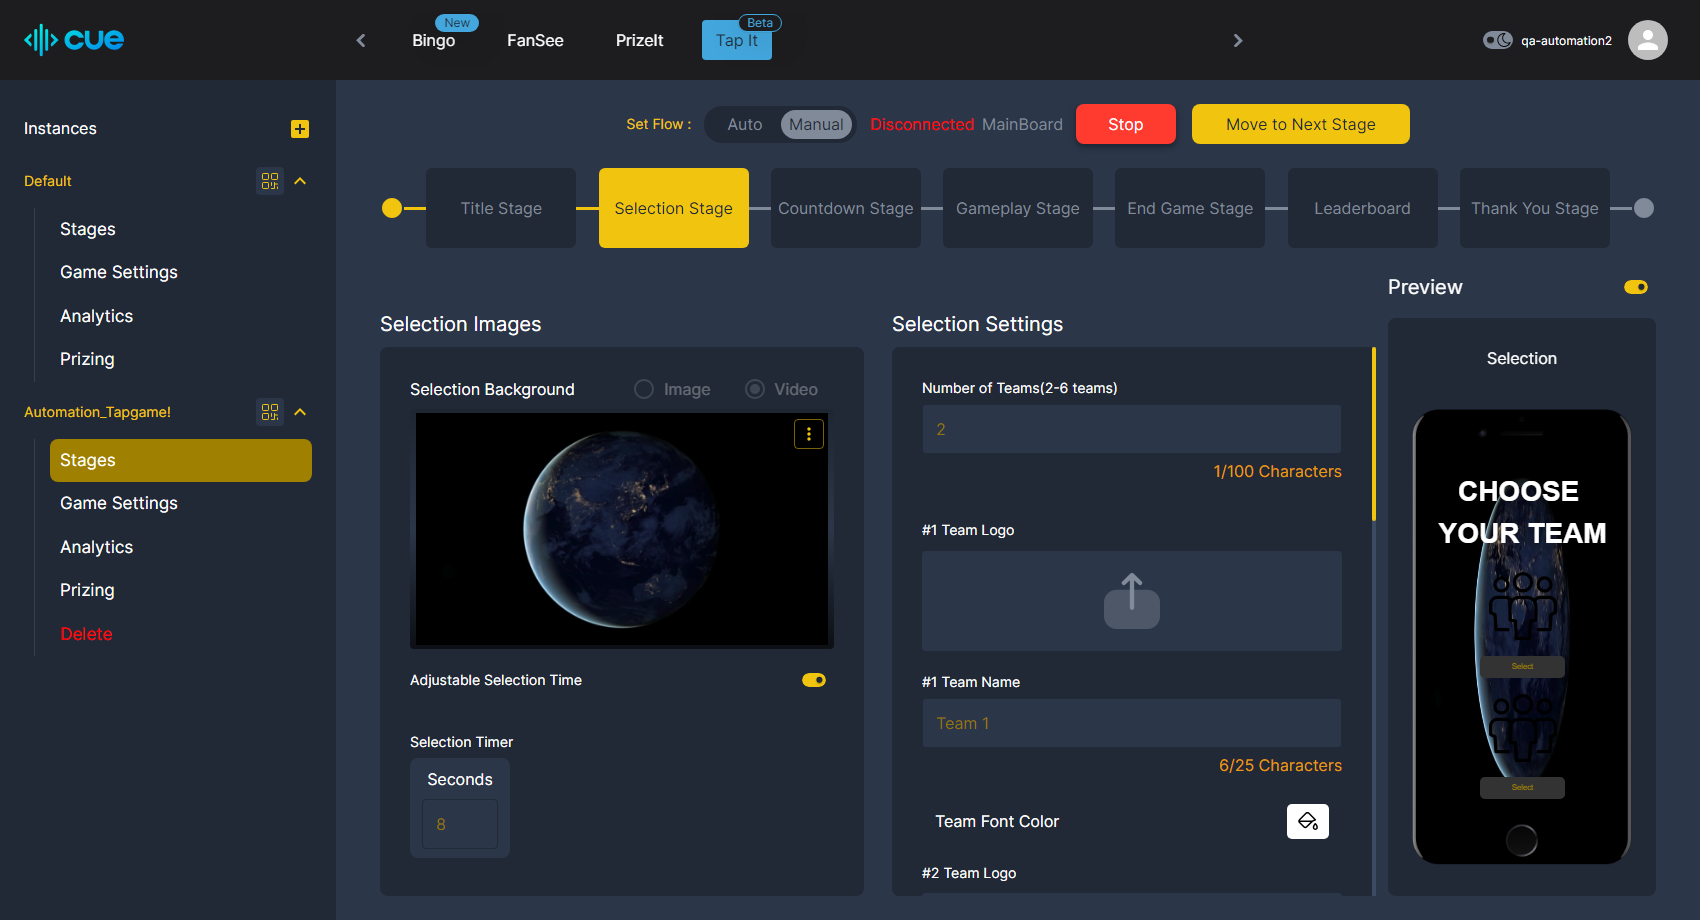 cue
New
Bingo
FanSee
PrizeIt
Beta
Tap It
qa-automation2
Instances
Default
Stages
Game Settings
Analytics
Prizing
Automation_Tapgame!
Stages
Game Settings
Analytics
Prizing
Delete
Set Flow :
Auto
Manual
Disconnected MainBoard
Stop
Move to Next Stage
Title Stage
Selection Stage
Countdown Stage
Gameplay Stage
End Game Stage
Leaderboard
Thank You Stage
Selection Images
Selection Background
Image
Video
Adjustable Selection Time
Selection Timer
Seconds
8
Selection Settings
Number of Teams(2-6 teams)
2
1/100 Characters
#1 Team Logo
#1 Team Name
Team 1
6/25 Characters
Team Font Color
#2 Team Logo
Preview
Selection
CHOOSE
YOUR TEAM
Select
Select